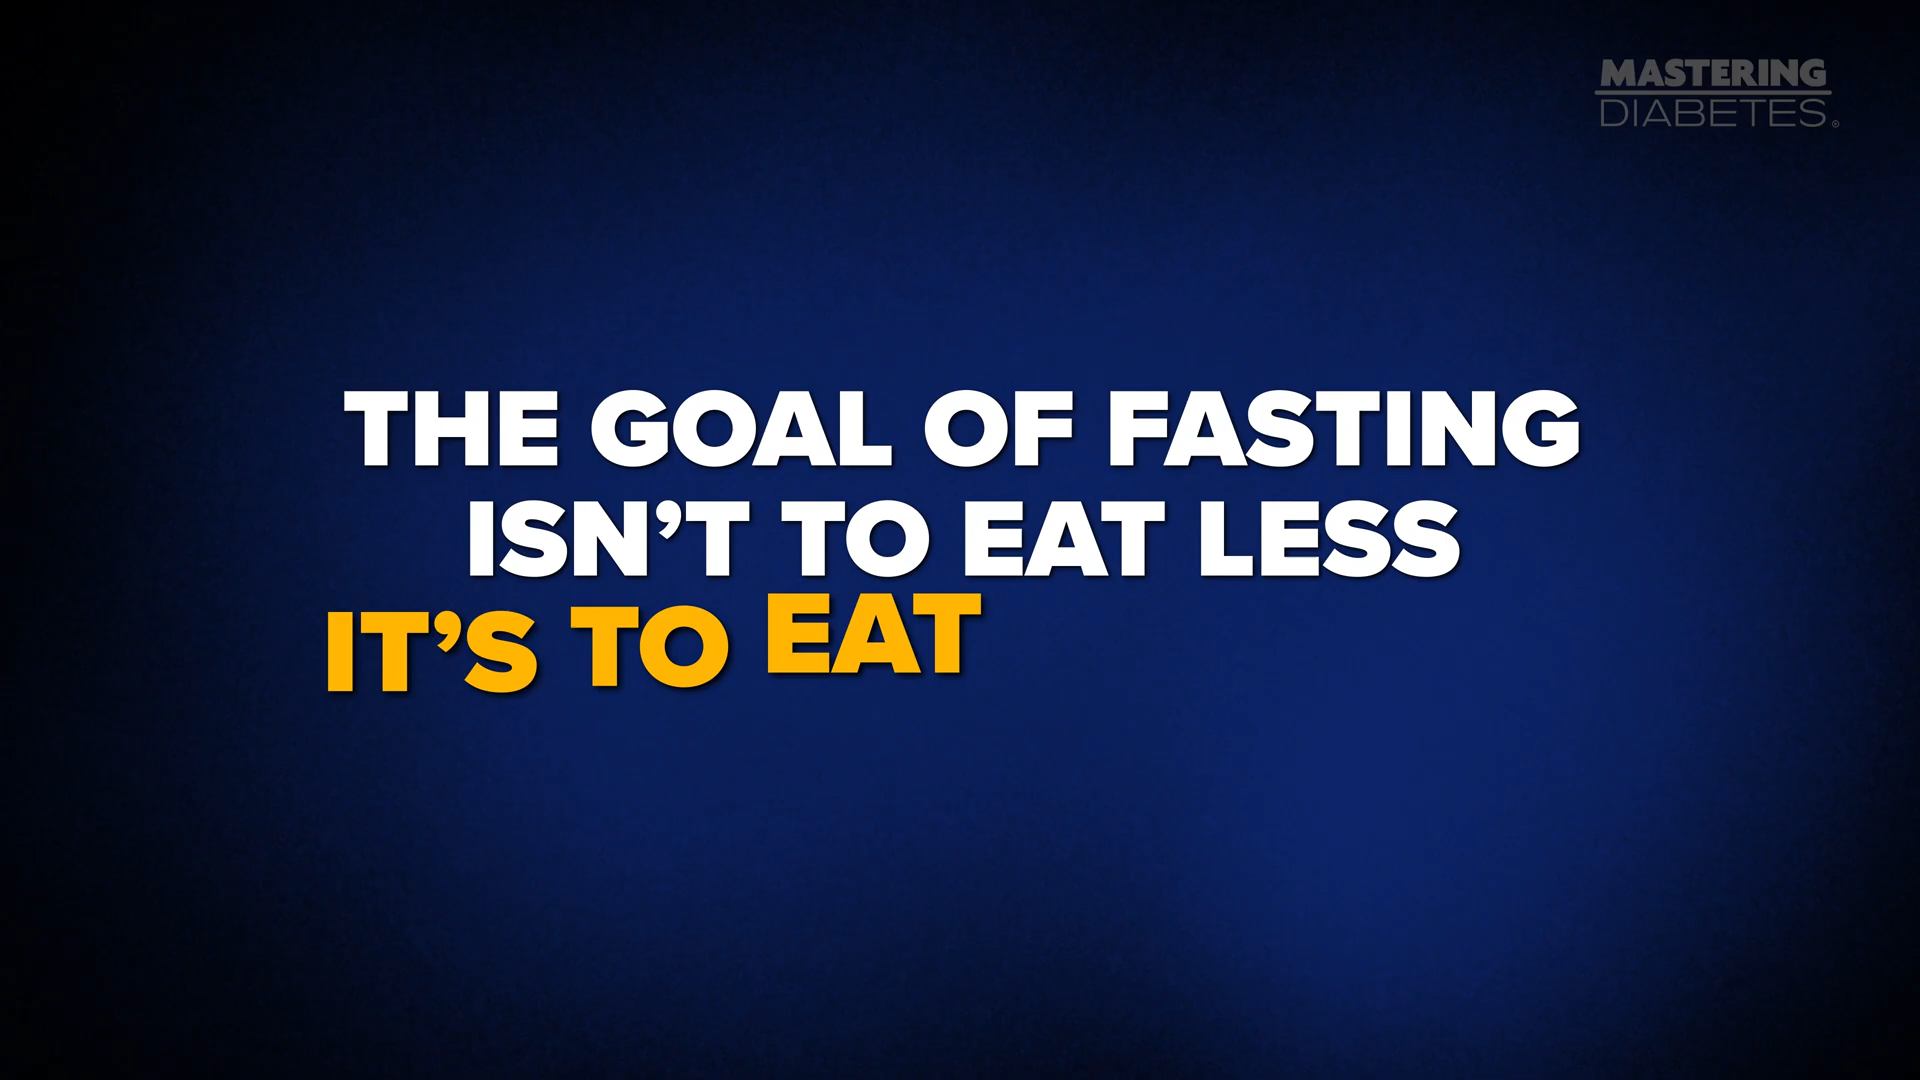 MASTERING
DIABETES®
THE GOAL OF FASTING
ISN’T TO EAT LESS
IT’S TO EAT